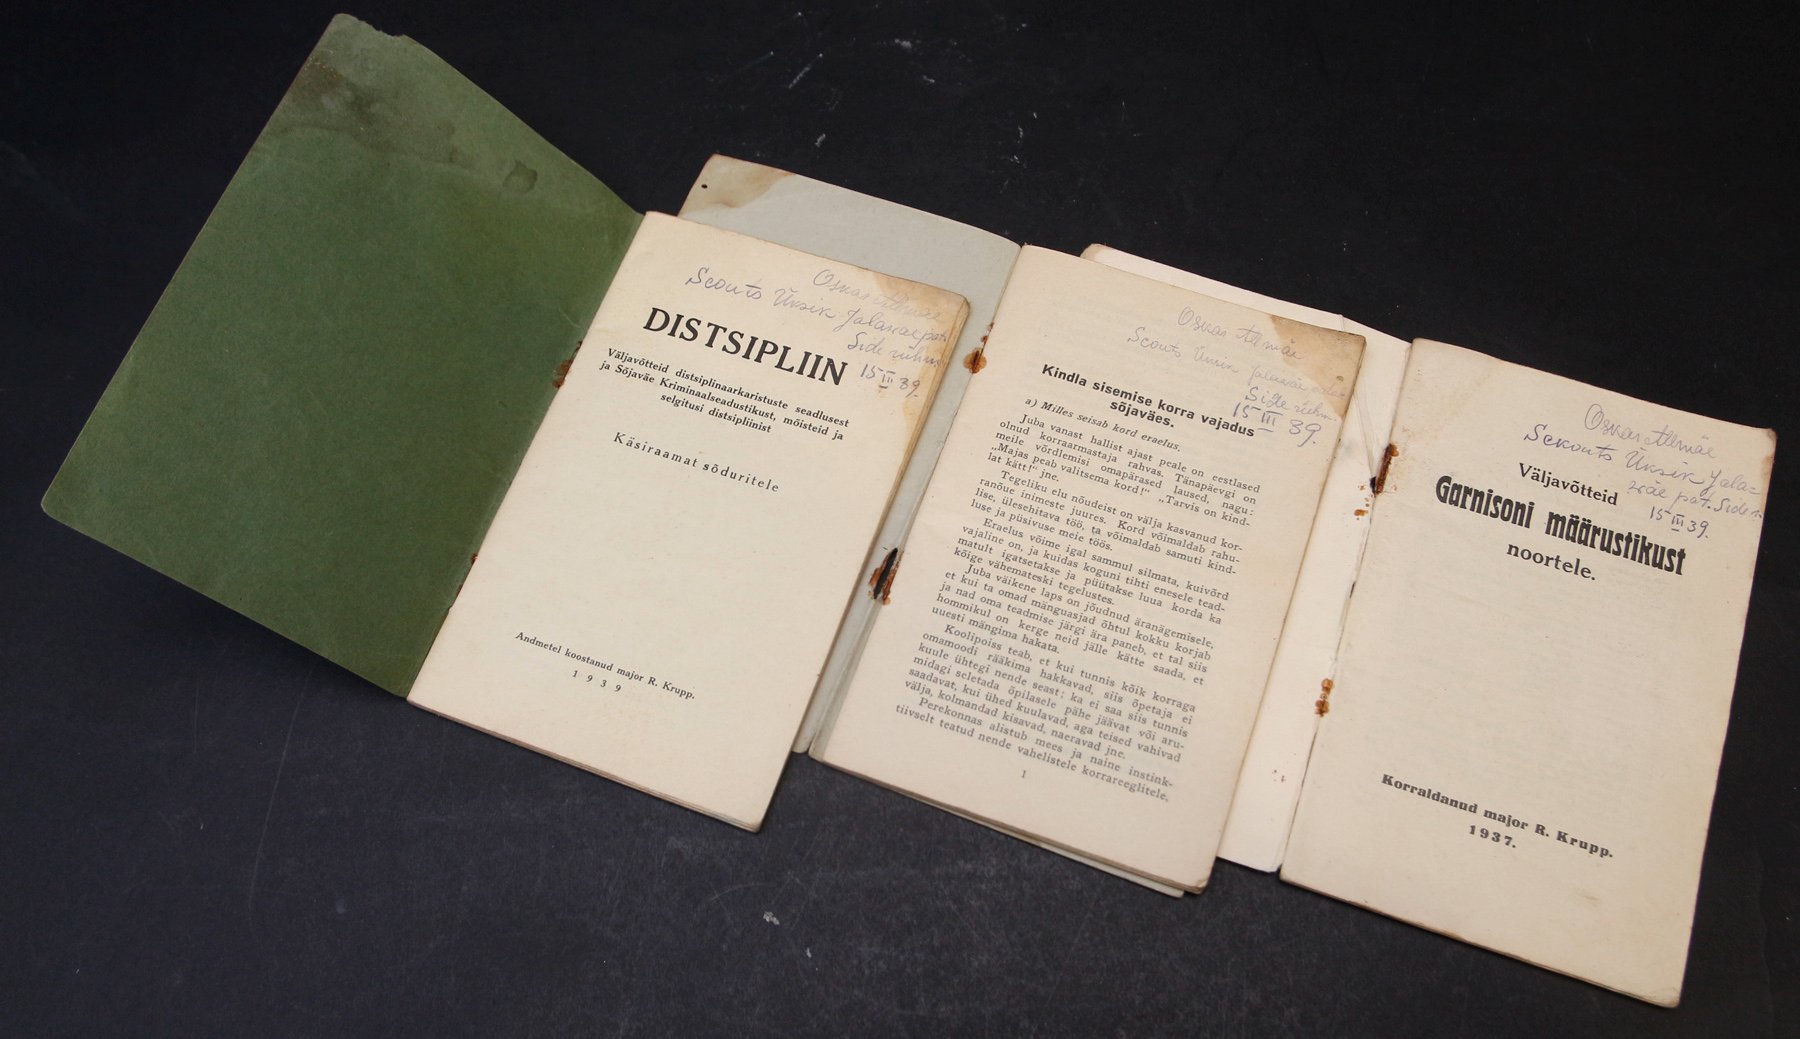 Oskar Allmäe
Scouts Üksik Jalaväe pat.
Side rühm.
15 III 39.
DISTSIPLIIN
Väljavõtteid distsiplinaarkaristuste seadlusest
ja Sõjaväe Kriminaalseadustikust, mõisteid ja
selgitusi distsipliinist
Käsiraamat sõduritele
Andmetel koostanud major R. Krupp.
1939
Oskar Allmäe
Scouts Üksik Jalaväe
Side rühm.
15 III 39.
Kindla sisemise korra vajadus
sõjaväes.
a) Milles seisab kord eraelus.
Juba vanast hallist ajast peale on eestlased
olnud korraarmastaja rahvas. Tänapäevgi on
meile võrdlemisi omapärased laused, nagu:
„Majas peab valitsema kord!" „Tarvis on kind-
lat kätt!" jne.
Tegeliku elu nõudeist on välja kasvanud kor-
ranõue inimeste juures. Kord võimaldab rahu-
lise, ülesehitava töö, ta võimaldab samuti kind-
luse ja püsivuse meie töös.
Eraelus võime igal sammul silmata, kuivõrd
vajaline on, ja kuidas koguni tihti enesele tead-
matult igatsetakse ja püütakse luua korda ka
kõige vähemateski tegelustes.
Juba väikene laps on jõudnud äranägemisele,
et kui ta omad mänguasjad õhtul kokku korjab
ja nad oma teadmise järgi ära paneb, et tal siis
hommikul on kerge neid jälle kätte saada, et
uuesti mängima hakata.
Koolipoiss teab, et kui tunnis kõik korraga
omamoodi rääkima hakkavad, siis õpetaja ei
kuule ühtegi nende seast; ka ei saa siis tunnis
midagi seletada õpilasele pähe jäävat või aru-
saadavat, kui ühed kuulavad, aga teised vahivad
välja, kolmandad kisavad, naeravad jne.
Perekonnas alistub mees ja naine instink-
tiivselt teatud nende vahelistele korrareeglitele,
1
Oskar Allmäe
Sckouts Üksik Jala-
väe pat. Side r.
15 III 39.
Väljavõtteid
Garnisoni määrustikust
noortele.
Korraldanud major R. Krupp.
1937.